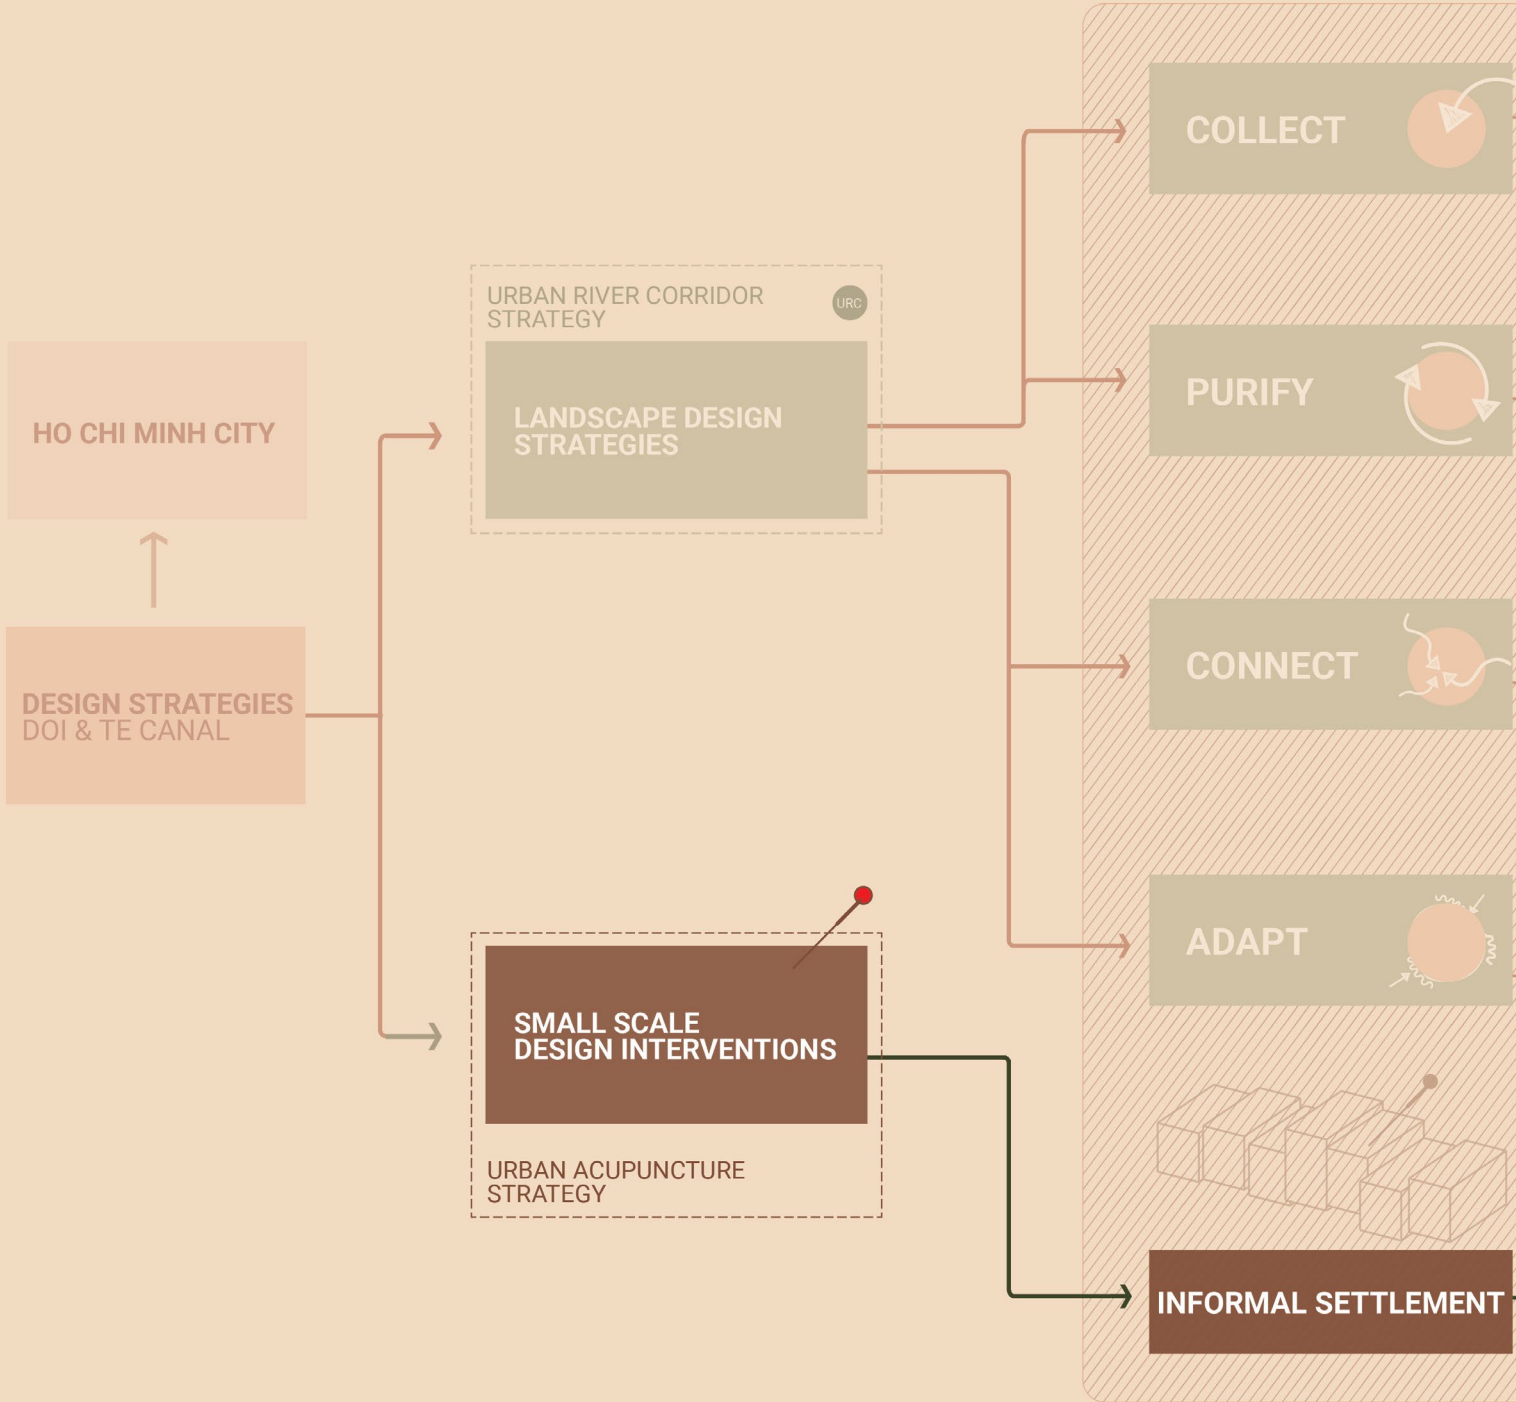 HO CHI MINH CITY
DESIGN STRATEGIES
DOI & TE CANAL
URBAN RIVER CORRIDOR
STRATEGY
URC
LANDSCAPE DESIGN
STRATEGIES
SMALL SCALE
DESIGN INTERVENTIONS
URBAN ACUPUNCTURE
STRATEGY
COLLECT
PURIFY
CONNECT
ADAPT
INFORMAL SETTLEMENT